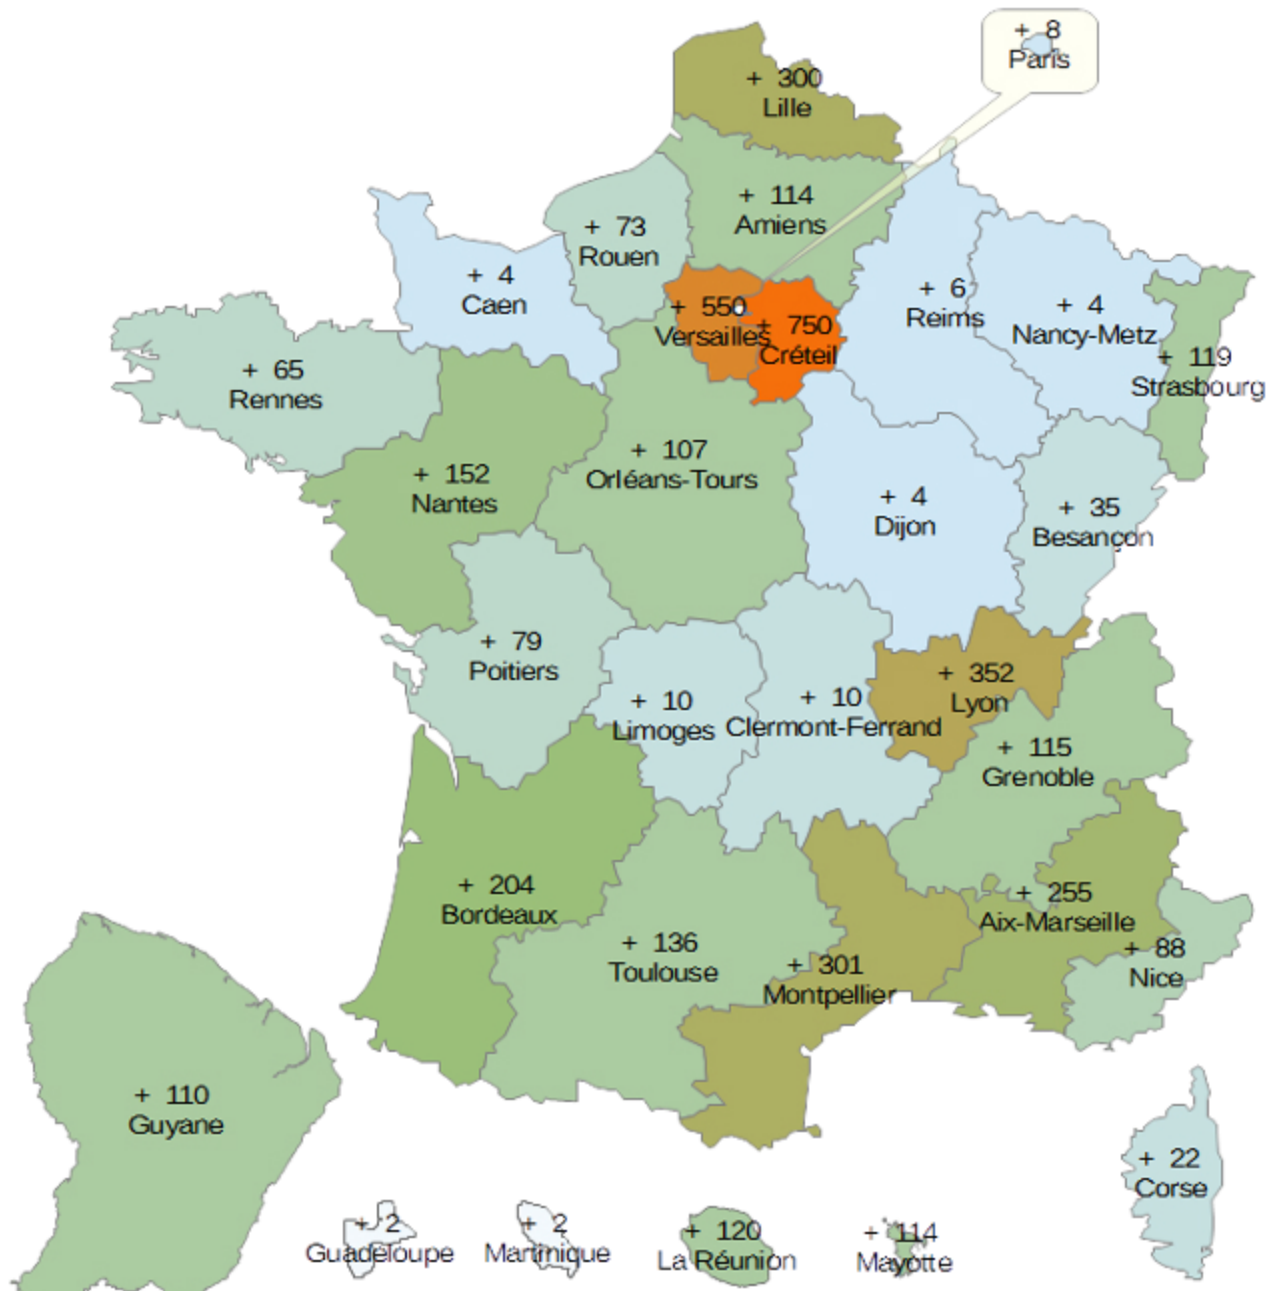 + 8
Paris
+ 300
Lille
+ 114
Amiens
+ 73
Rouen
+ 4
Caen
+ 550
Versailles
+ 750
Créteil
+ 6
Reims
+ 4
Nancy-Metz
+ 119
Strasbourg
+ 65
Rennes
+ 152
Nantes
+ 107
Orléans-Tours
+ 4
Dijon
+ 35
Besançon
+ 79
Poitiers
+ 10
Limoges
+ 10
Clermont-Ferrand
+ 352
Lyon
+ 115
Grenoble
+ 204
Bordeaux
+ 136
Toulouse
+ 301
Montpellier
+ 255
Aix-Marseille
+ 88
Nice
+ 110
Guyane
+ 2
Guadeloupe
+ 2
Martinique
+ 120
La Réunion
+ 114
Mayotte
+ 22
Corse